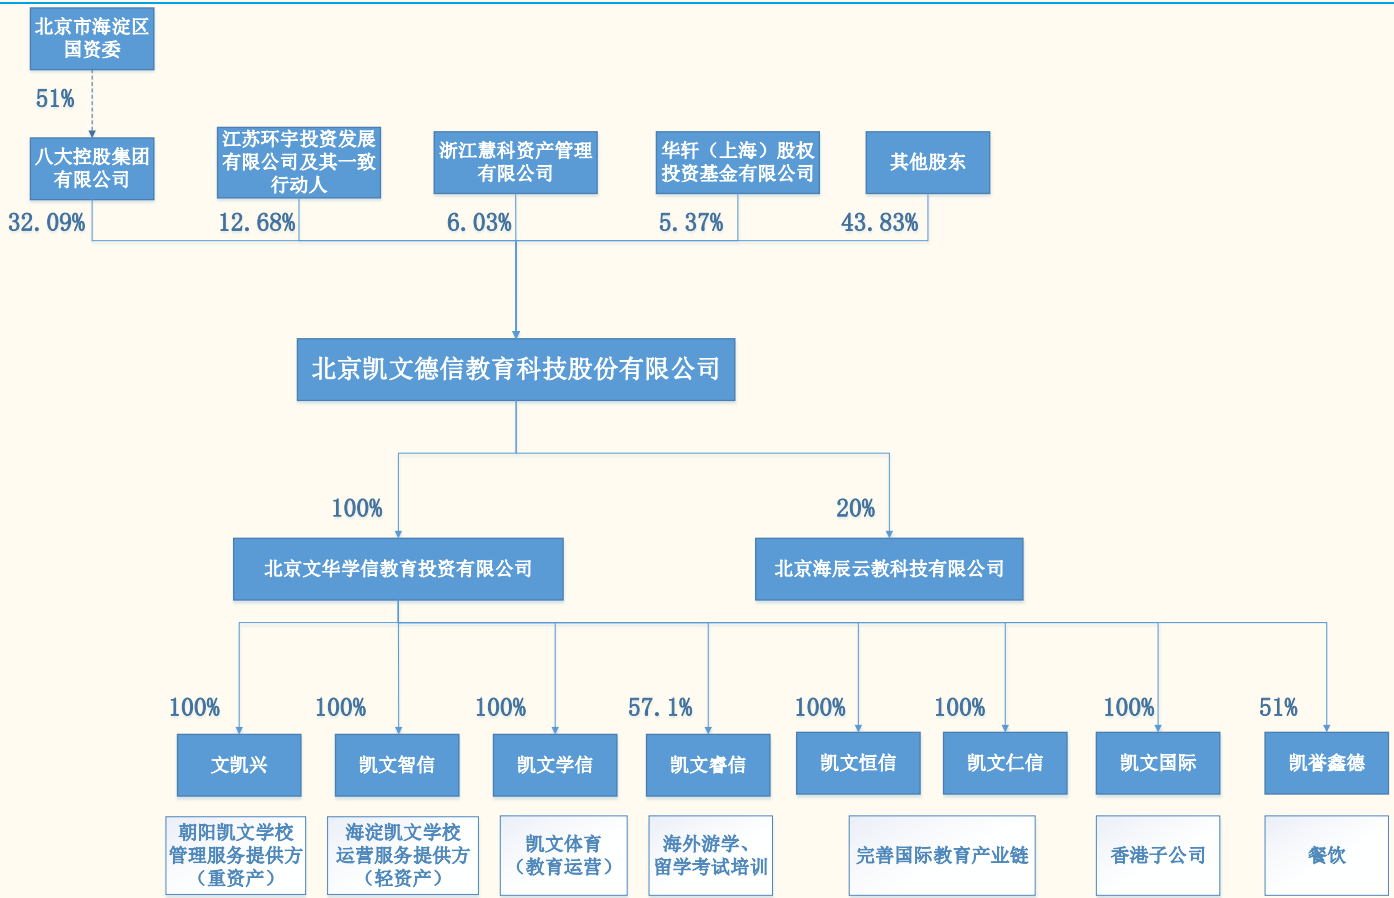 北京市海淀区
国资委
51%
八大控股集团
有限公司
江苏环宇投资发展
有限公司及其一致
行动人
浙江慧科资产管理
有限公司
华轩（上海）股权
投资基金有限公司
其他股东
32.09%
12.68%
6.03%
5.37%
43.83%
北京凯文德信教育科技股份有限公司
100%
20%
北京文华学信教育投资有限公司
北京海辰云教科技有限公司
100%
100%
100%
57.1%
100%
100%
100%
51%
文凯兴
凯文智信
凯文学信
凯文睿信
凯文恒信
凯文仁信
凯文国际
凯誉鑫德
朝阳凯文学校
管理服务提供方
（重资产）
海淀凯文学校
运营服务提供方
（轻资产）
凯文体育
（教育运营）
海外游学、
留学考试培训
完善国际教育产业链
香港子公司
餐饮